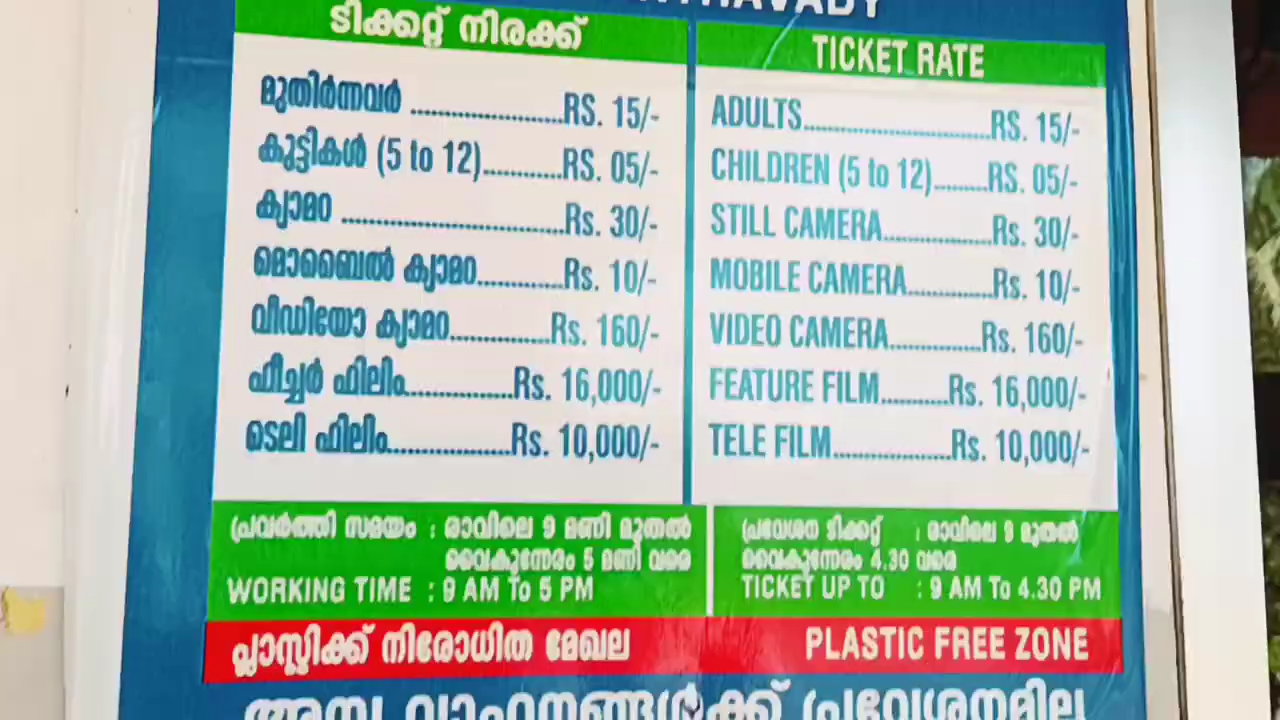 ടിക്കറ്റ് നിരക്ക്
മുതിർന്നവർ ......................RS. 15/-
കുട്ടികൾ (5 to 12)............RS. 05/-
ക്യാമറ .................................Rs. 30/-
മൊബൈൽ ക്യാമറ.............Rs. 10/-
വീഡിയോ ക്യാമറ...............Rs. 160/-
ഫീച്ചർ ഫിലിം................Rs. 16,000/-
ടെലി ഫിലിം..................Rs. 10,000/-
TICKET RATE
ADULTS...........................RS. 15/-
CHILDREN (5 to 12).........RS. 05/-
STILL CAMERA................Rs. 30/-
MOBILE CAMERA.............Rs. 10/-
VIDEO CAMERA..............Rs. 160/-
FEATURE FILM..........Rs. 16,000/-
TELE FILM.................Rs. 10,000/-
പ്രവർത്തി സമയം : രാവിലെ 9 മണി മുതൽ
വൈകുന്നേരം 5 മണി വരെ
WORKING TIME : 9 AM To 5 PM
പ്രവേശന ടിക്കറ്റ് : രാവിലെ 9 മുതൽ
വൈകുന്നേരം 4.30 വരെ
TICKET UP TO : 9 AM To 4.30 PM
പ്ലാസ്റ്റിക്ക് നിരോധിത മേഖല
PLASTIC FREE ZONE
അന്യ വാഹനങ്ങൾക്ക് പ്രവേശനമില്ല